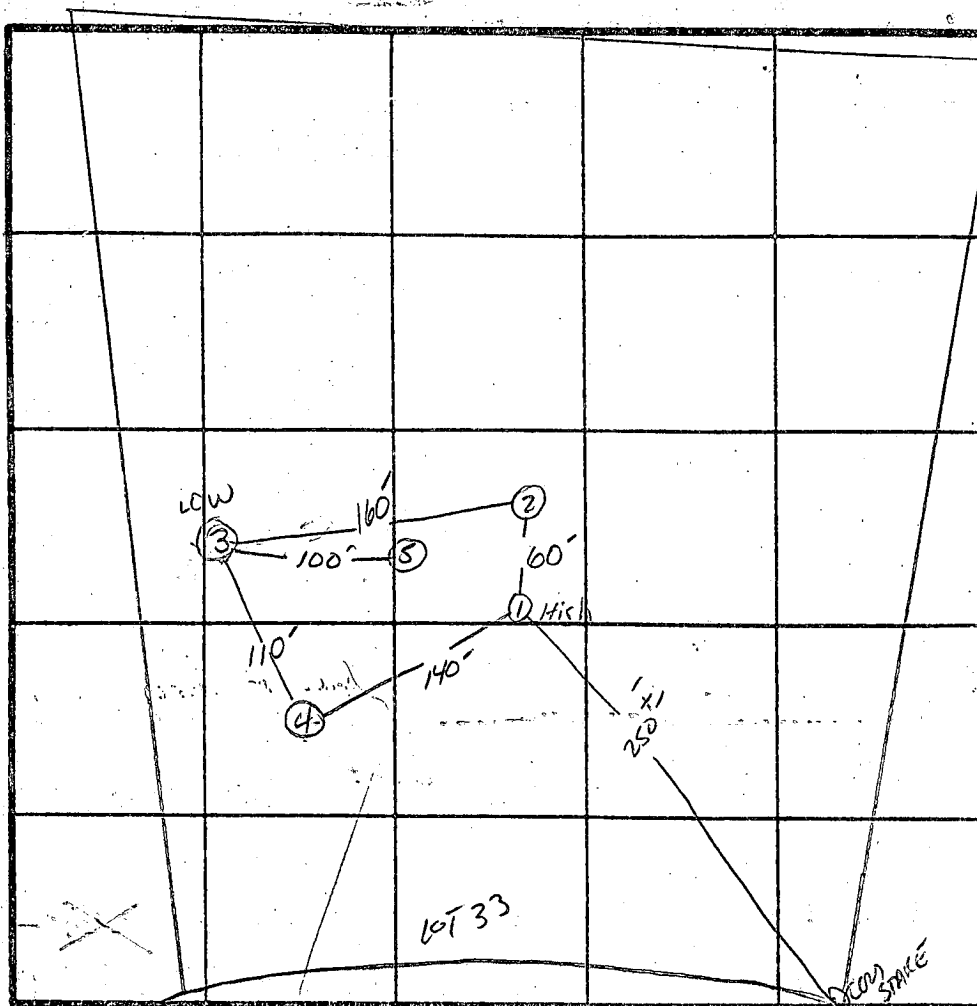 LOW
160'
②
③
100'
⑤
60'
① High
110'
140'
④
250'
LOT 33
STAKE